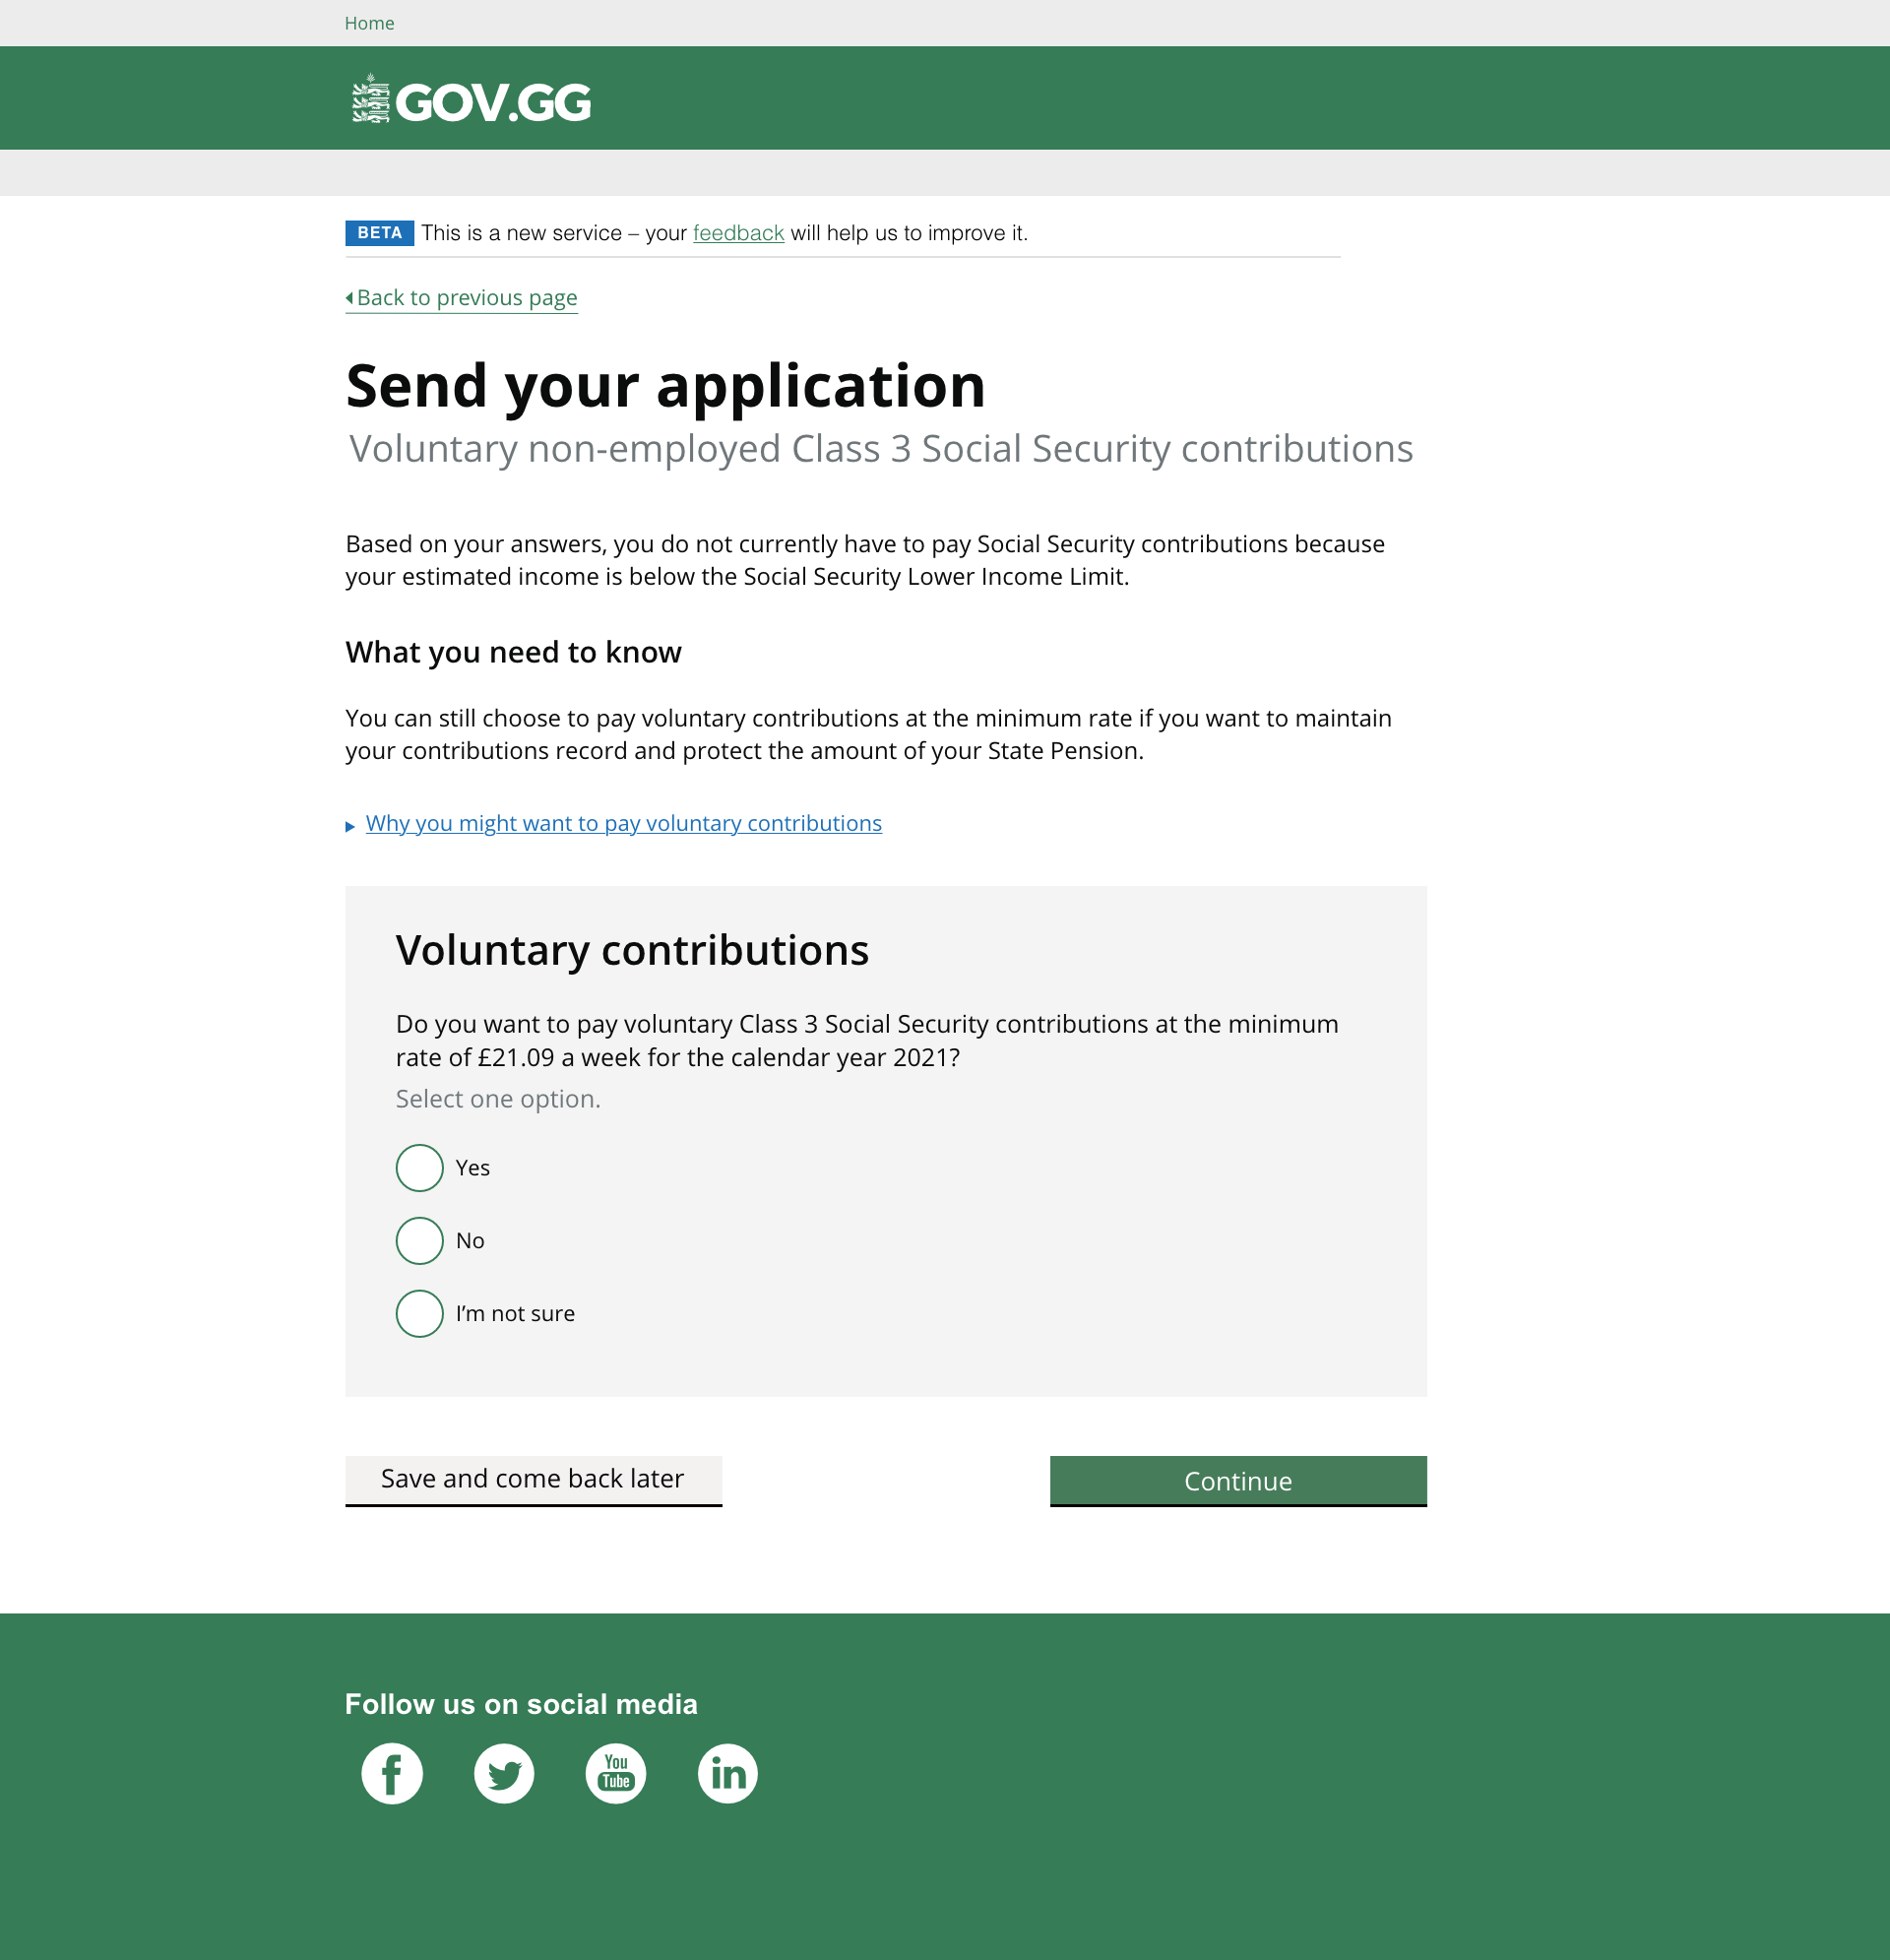 Home
GOV.GG
BETA This is a new service – your feedback will help us to improve it.
Back to previous page
Send your application
Voluntary non-employed Class 3 Social Security contributions
Based on your answers, you do not currently have to pay Social Security contributions because
your estimated income is below the Social Security Lower Income Limit.
What you need to know
You can still choose to pay voluntary contributions at the minimum rate if you want to maintain
your contributions record and protect the amount of your State Pension.
Why you might want to pay voluntary contributions
Voluntary contributions
Do you want to pay voluntary Class 3 Social Security contributions at the minimum
rate of £21.09 a week for the calendar year 2021?
Select one option.
Yes
No
I’m not sure
Save and come back later
Continue
Follow us on social media
You
Tube
in